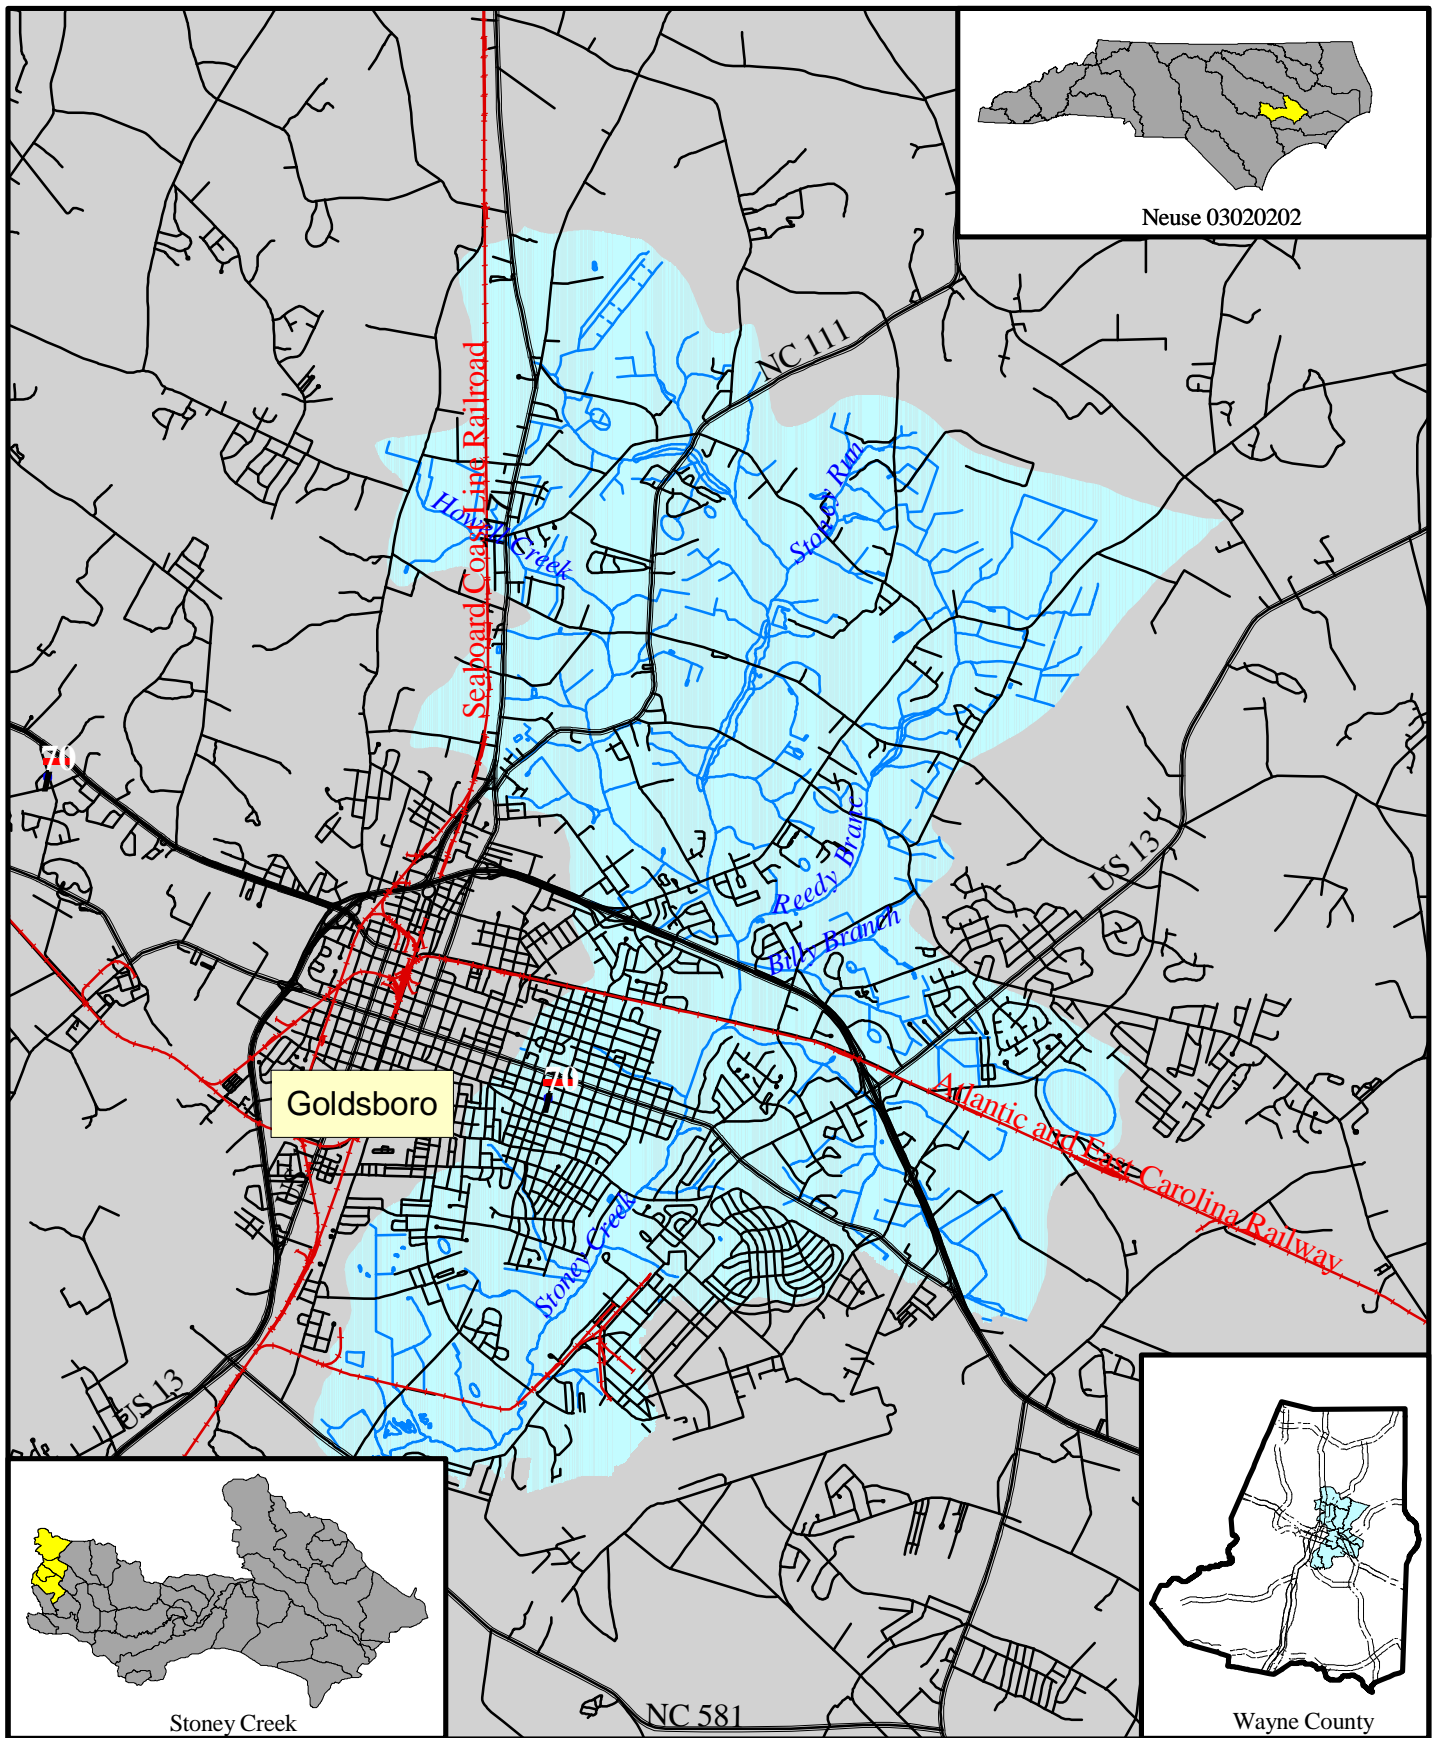 Neuse 03020202
NC 111
Seaboard Coast Line Railroad
Stoney Run
Howell Creek
70
Reedy Branc
US 13
Billy Branch
70
Goldsboro
Atlantic and East Carolina Railway
Stoney Creek
US 13
Stoney Creek
NC 581
Wayne County